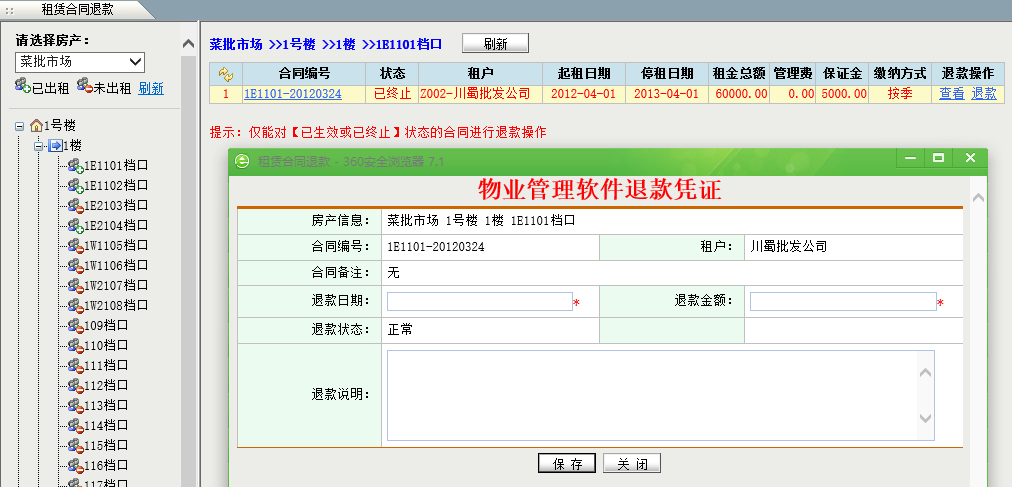 租赁合同退款
请选择房产:
菜批市场
已出租 未出租 刷新
1号楼
1楼
1E1101档口
1E1102档口
1E2103档口
1E2104档口
1W1105档口
1W1106档口
1W2107档口
1W2108档口
109档口
110档口
111档口
112档口
113档口
114档口
115档口
116档口
117档口
菜批市场 >>1号楼 >>1楼 >>1E1101档口 刷新
合同编号 状态 租户 起租日期 停租日期 租金总额 管理费 保证金 缴纳方式 退款操作
1 1E1101-20120324 已终止 Z002-川蜀批发公司 2012-04-01 2013-04-01 60000.00 0.00 5000.00 按季 查看 退款
提示: 仅能对【已生效或已终止】状态的合同进行退款操作
租赁合同退款 - 360安全浏览器 7.1
物业管理软件退款凭证
房产信息: 菜批市场 1号楼 1楼 1E1101档口
合同编号: 1E1101-20120324 租户: 川蜀批发公司
合同备注: 无
退款日期: * 退款金额: *
退款状态: 正常
退款说明:
保存 关闭